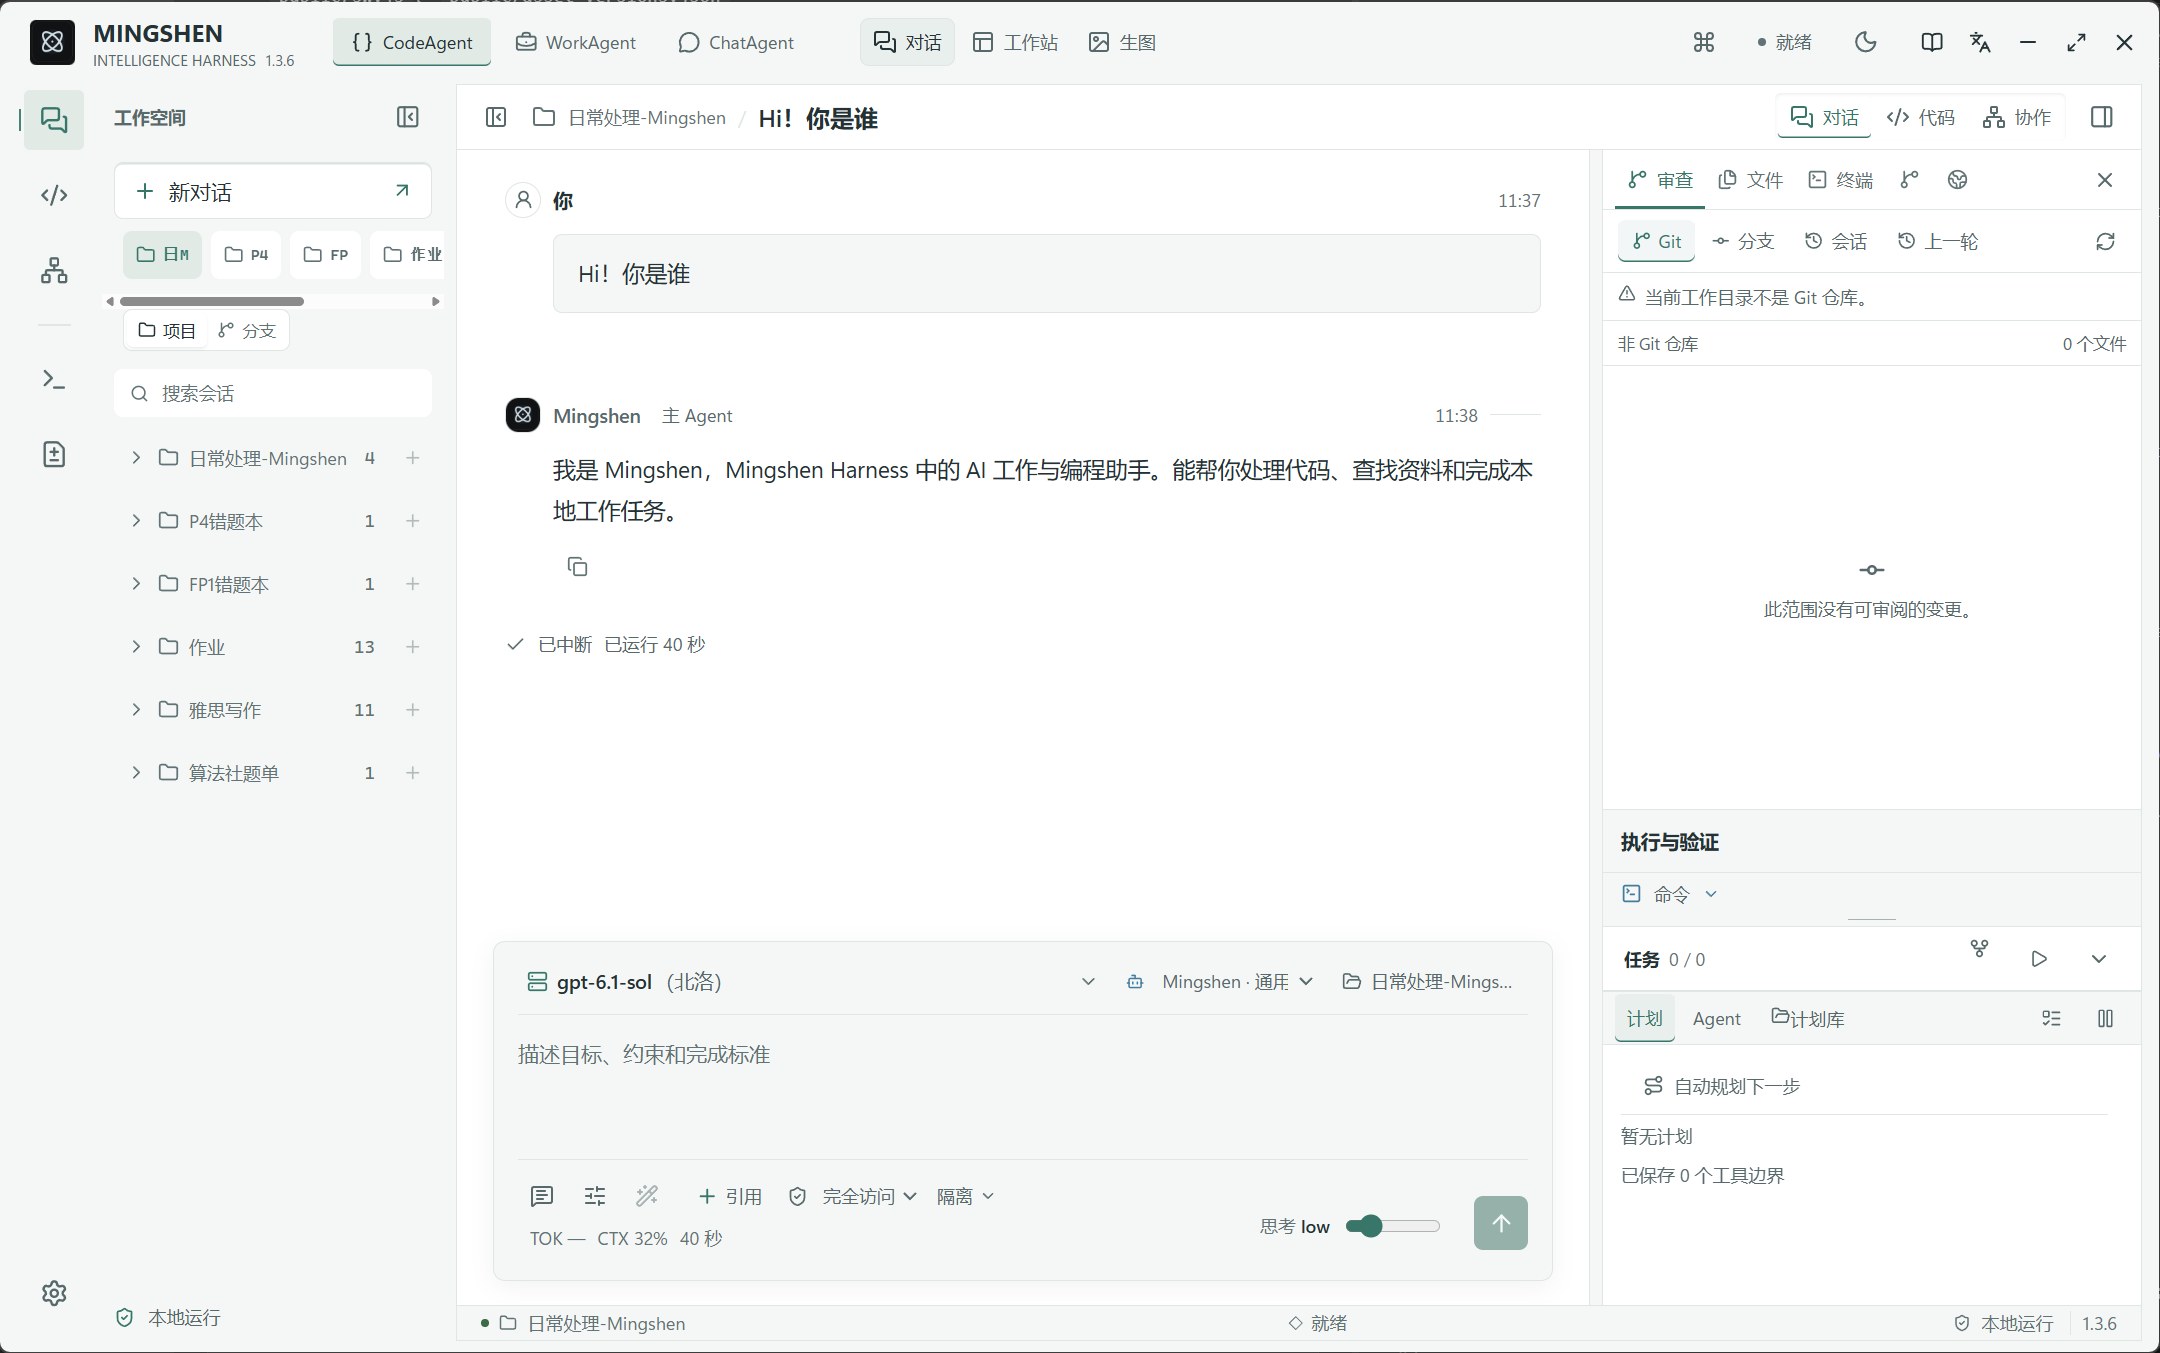 MINGSHEN
INTELLIGENCE HARNESS 1.3.6
{ } CodeAgent
WorkAgent
ChatAgent
对话
工作站
生图
就绪
工作空间
新对话
日M
P4
FP
作业
项目
分支
搜索会话
日常处理-Mingshen 4
P4错题本 1
FP1错题本 1
作业 13
雅思写作 11
算法社题单 1
本地运行
日常处理-Mingshen / Hi！你是谁
对话
代码
协作
你 11:37
Hi！你是谁
Mingshen 主 Agent 11:38
我是 Mingshen，Mingshen Harness 中的 AI 工作与编程助手。能帮你处理代码、查找资料和完成本
地工作任务。
已中断 已运行 40 秒
gpt-6.1-sol （北洛）
Mingshen · 通用
日常处理-Mings...
描述目标、约束和完成标准
引用
完全访问
隔离
TOK — CTX 32% 40 秒
思考 low
审查
文件
终端
Git
分支
会话
上一轮
当前工作目录不是 Git 仓库。
非 Git 仓库 0 个文件
此范围没有可审阅的变更。
执行与验证
命令
任务 0 / 0
计划
Agent
计划库
自动规划下一步
暂无计划
已保存 0 个工具边界
日常处理-Mingshen
就绪
本地运行 1.3.6